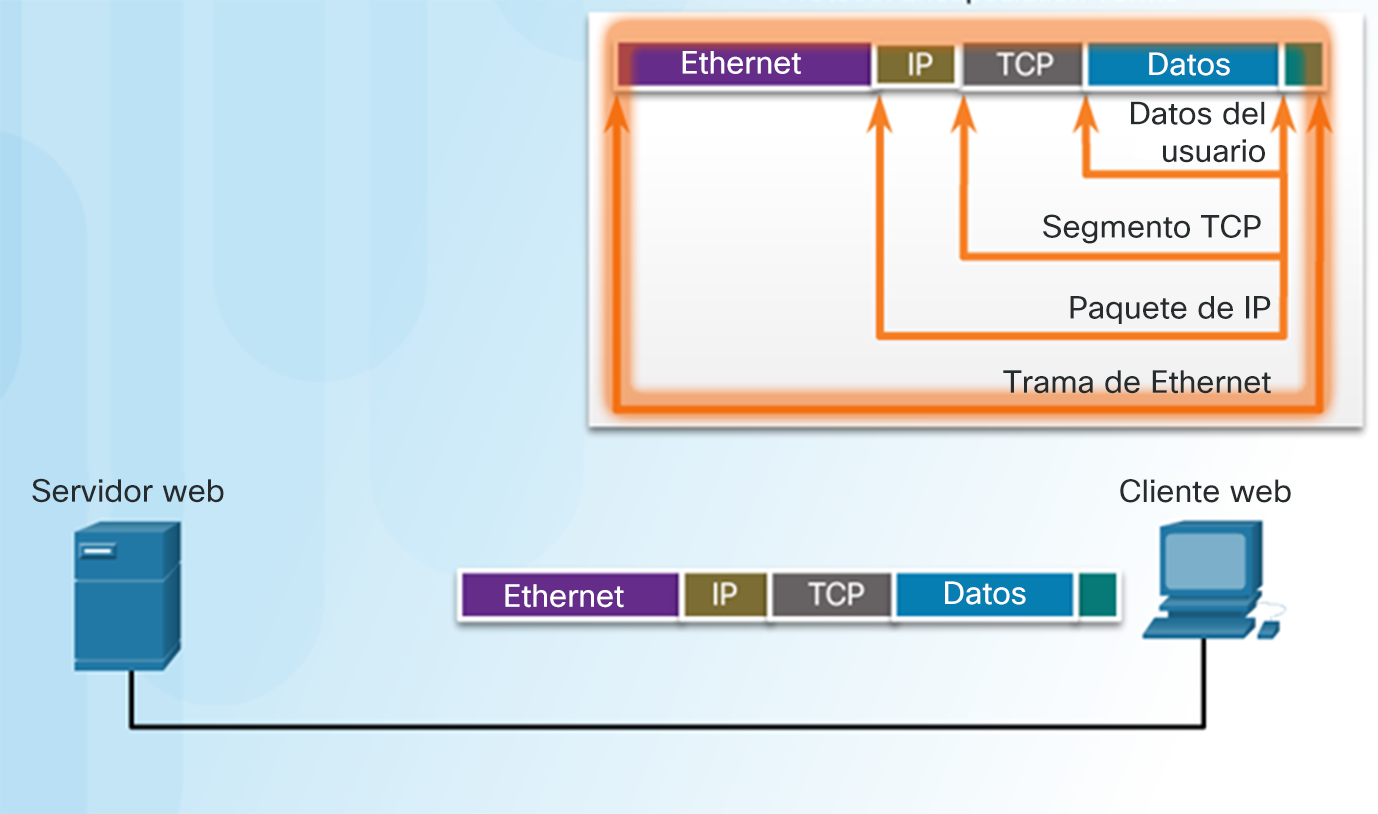 Ethernet IP TCP Datos
Datos del
usuario
Segmento TCP
Paquete de IP
Trama de Ethernet
Servidor web
Cliente web
Ethernet IP TCP Datos